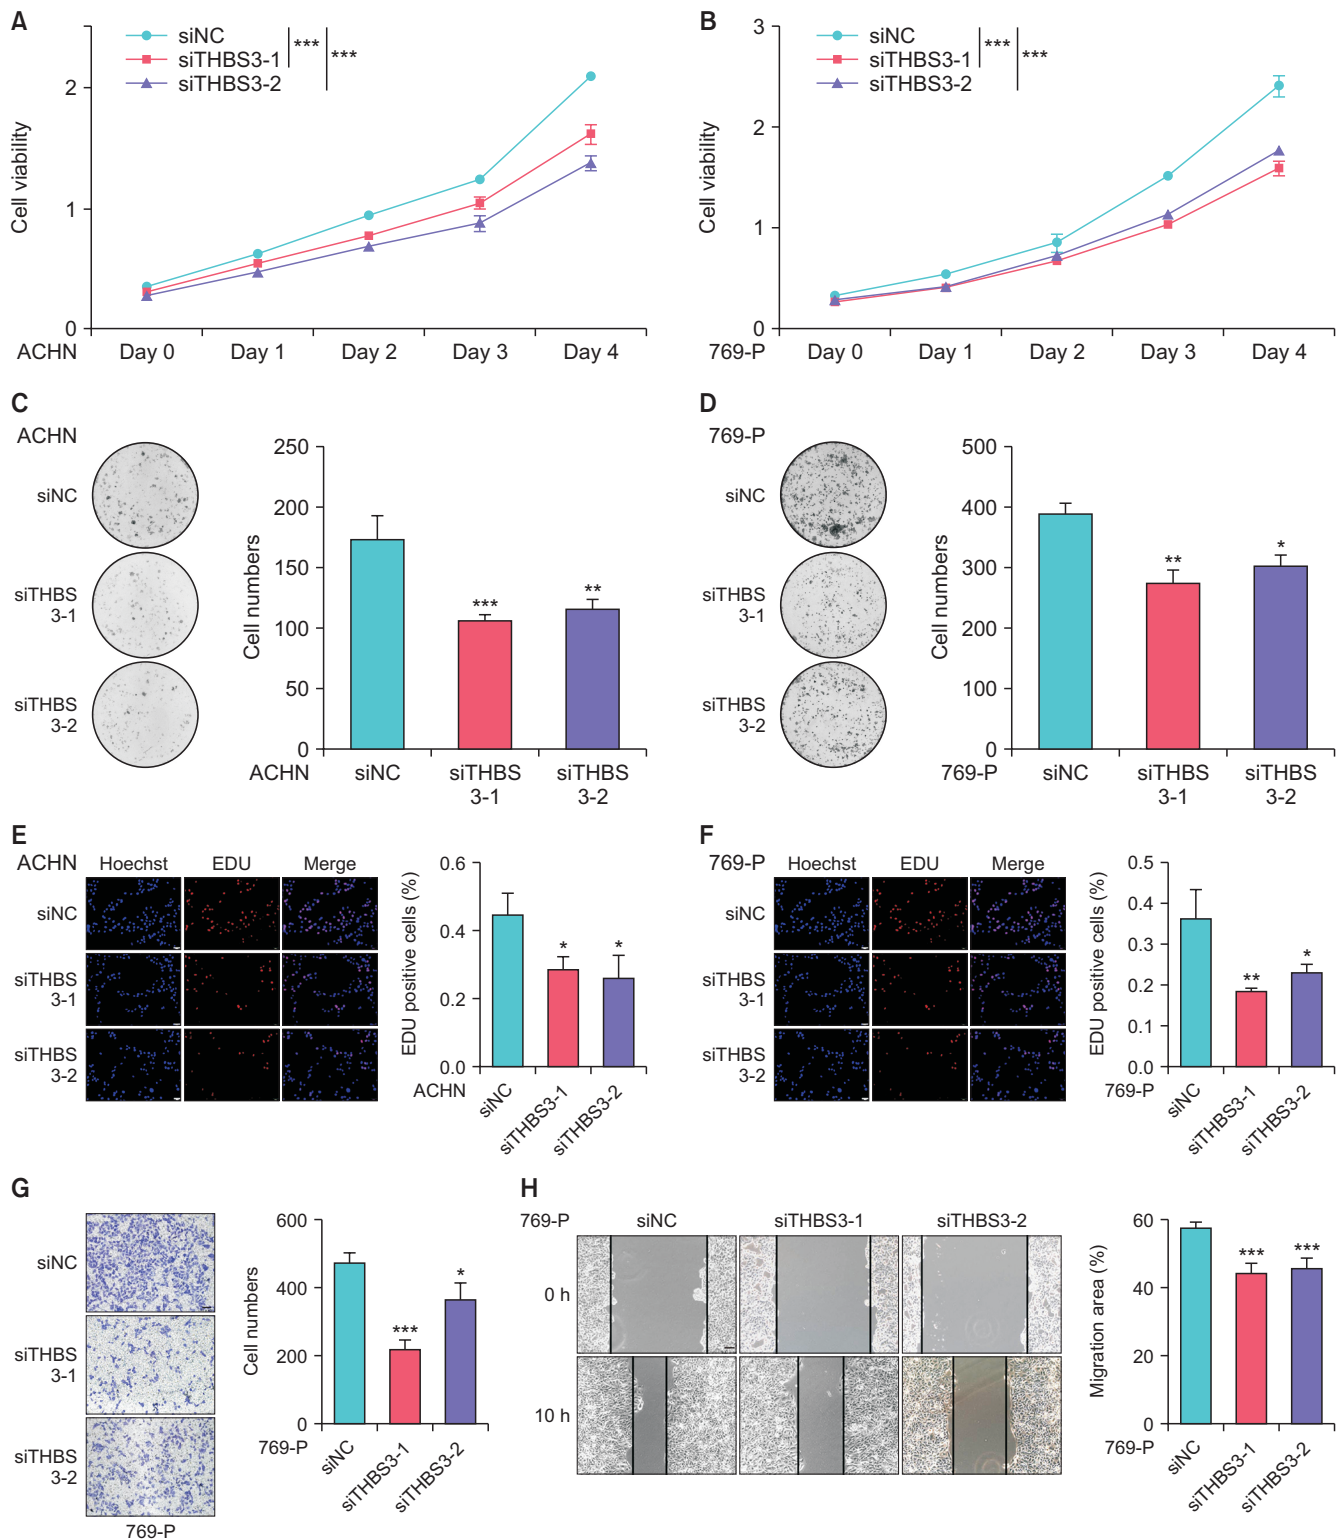 A
siNC
siTHBS3-1
siTHBS3-2
***
***
Cell viability
2
1
0
ACHN
Day 0 Day 1 Day 2 Day 3 Day 4
B
siNC
siTHBS3-1
siTHBS3-2
***
***
Cell viability
3
2
1
0
769-P
Day 0 Day 1 Day 2 Day 3 Day 4
C
ACHN
siNC
siTHBS
3-1
siTHBS
3-2
Cell numbers
250
200
150
100
50
0
***
**
ACHN
siNC siTHBS siTHBS
3-1 3-2
D
769-P
siNC
siTHBS
3-1
siTHBS
3-2
Cell numbers
500
400
300
200
100
0
**
*
769-P
siNC siTHBS siTHBS
3-1 3-2
E
ACHN
Hoechst EDU Merge
siNC
siTHBS
3-1
siTHBS
3-2
EDU positive cells (%)
0.6
0.4
0.2
0.0
*
*
ACHN
siNC
siTHBS3-1
siTHBS3-2
F
769-P
Hoechst EDU Merge
siNC
siTHBS
3-1
siTHBS
3-2
EDU positive cells (%)
0.5
0.4
0.3
0.2
0.1
0.0
**
*
769-P
siNC
siTHBS3-1
siTHBS3-2
G
siNC
siTHBS
3-1
siTHBS
3-2
769-P
Cell numbers
600
400
200
0
***
*
769-P
siNC
siTHBS3-1
siTHBS3-2
H
769-P
siNC siTHBS3-1 siTHBS3-2
0 h
10 h
Migration area (%)
60
40
20
0
***
***
769-P
siNC
siTHBS3-1
siTHBS3-2